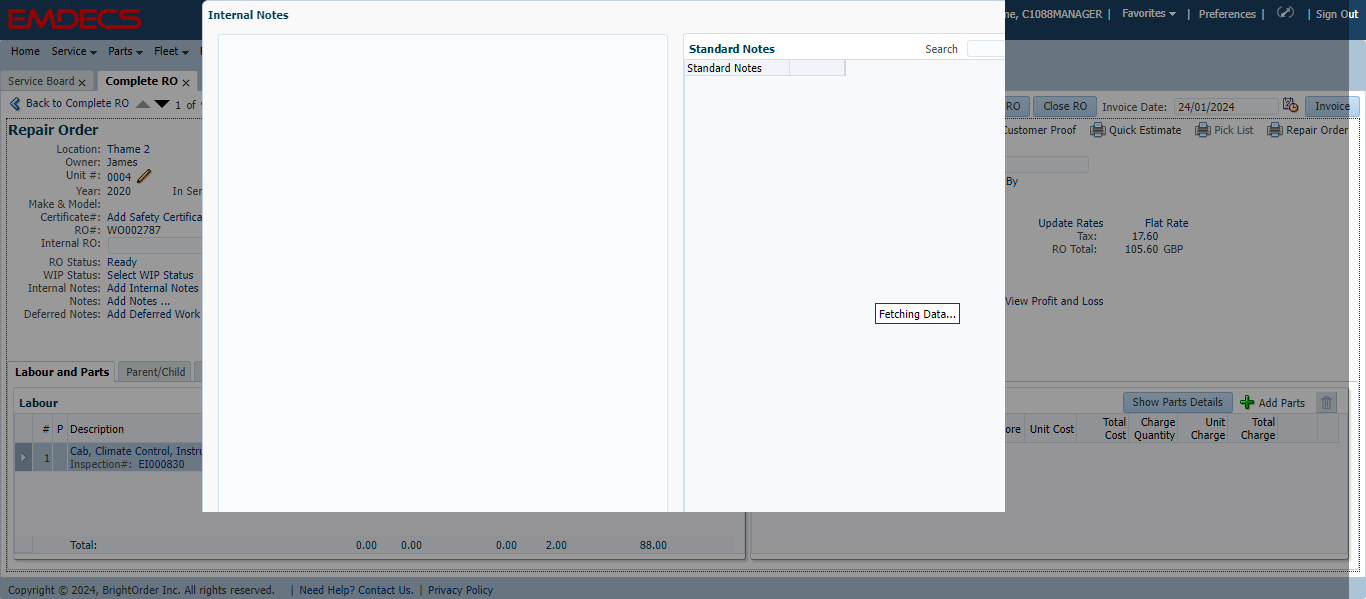 EMDECS
ne, C1088MANAGER | Favorites | Preferences | | Sign Out
Home Service Parts Fleet
Service Board x Complete RO x
Back to Complete RO 1 of
RO Close RO Invoice Date: 24/01/2024 Invoice
Customer Proof Quick Estimate Pick List Repair Order
Internal Notes
Standard Notes Search
Standard Notes
Fetching Data...
Repair Order
Location: Thame 2
Owner: James
Unit #: 0004
Year: 2020 In Ser
Make & Model:
Certificate#: Add Safety Certifica
RO#: WO002787
Internal RO:
RO Status: Ready
WIP Status: Select WIP Status
Internal Notes: Add Internal Notes
Notes: Add Notes ...
Deferred Notes: Add Deferred Work
By
Update Rates Flat Rate
Tax: 17.60
RO Total: 105.60 GBP
View Profit and Loss
Labour and Parts Parent/Child
Labour
# P Description
1 Cab, Climate Control, Instru
Inspection#: EI000830
Total: 0.00 0.00 0.00 2.00 88.00
Show Parts Details Add Parts
ore Unit Cost Total Cost Charge Quantity Unit Charge Total Charge
Copyright © 2024, BrightOrder Inc. All rights reserved. | Need Help? Contact Us. | Privacy Policy